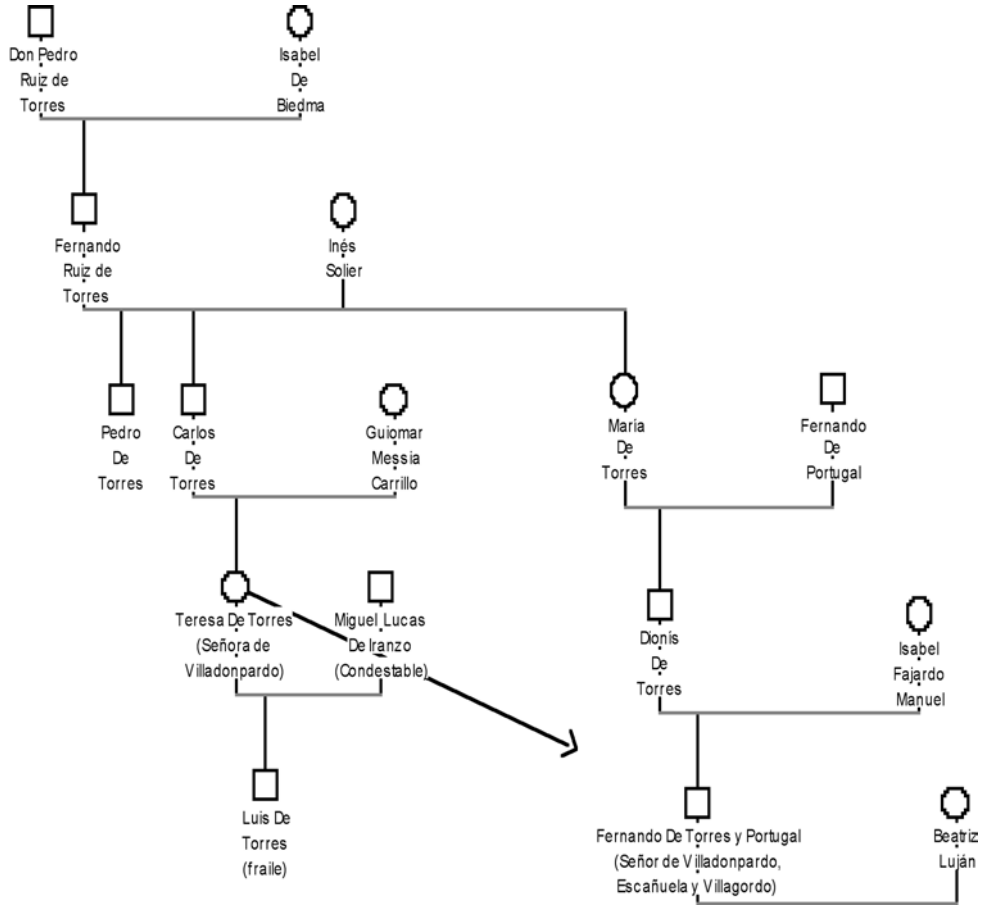 Don Pedro
Ruiz de
Torres
Isabel
De
Biedma
Fernando
Ruiz de
Torres
Inés
Solier
Pedro
De
Torres
Carlos
De
Torres
Guiomar
Messia
Carrillo
María
De
Torres
Fernando
De
Portugal
Teresa De Torres
(Señora de
Villadonpardo)
Miguel Lucas
De Iranzo
(Condestable)
Dionís
De
Torres
Isabel
Fajardo
Manuel
Luis De
Torres
(fraile)
Fernando De Torres y Portugal
(Señor de Villadonpardo,
Escañuela y Villagordo)
Beatriz
Luján